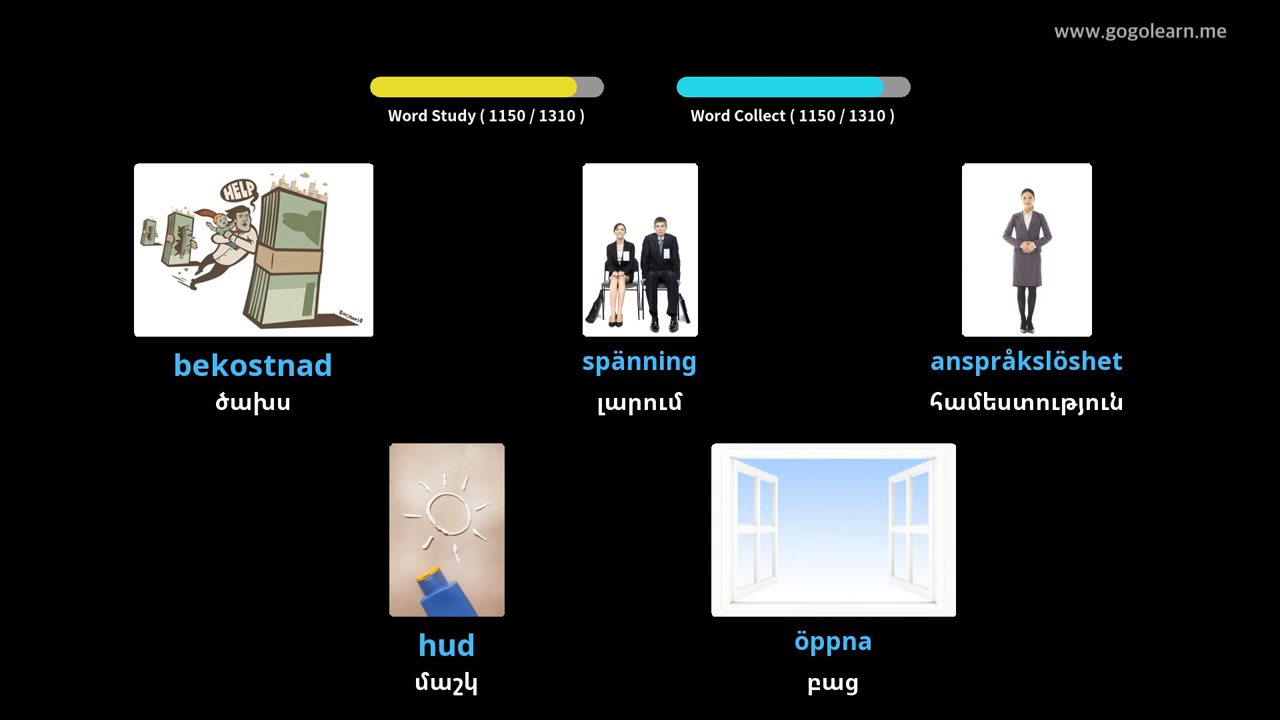 www.gogolearn.me
Word Study ( 1150 / 1310 )
Word Collect ( 1150 / 1310 )
HELP
bekostnad
ծախս
spänning
լարում
anspråkslöshet
համեստություն
hud
մաշկ
öppna
բաց